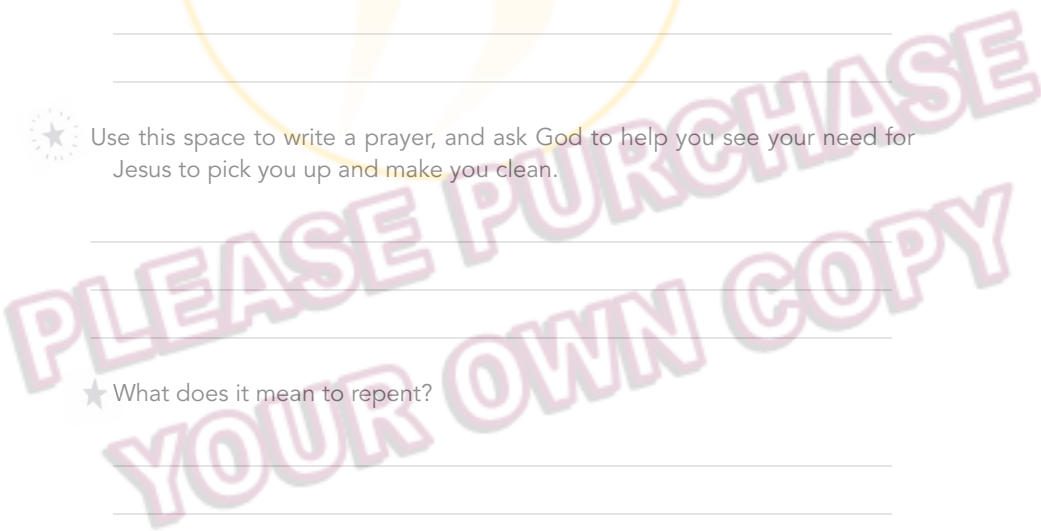 Use this space to write a prayer, and ask God to help you see your need for
Jesus to pick you up and make you clean.
What does it mean to repent?
PLEASE PURCHASE
YOUR OWN COPY